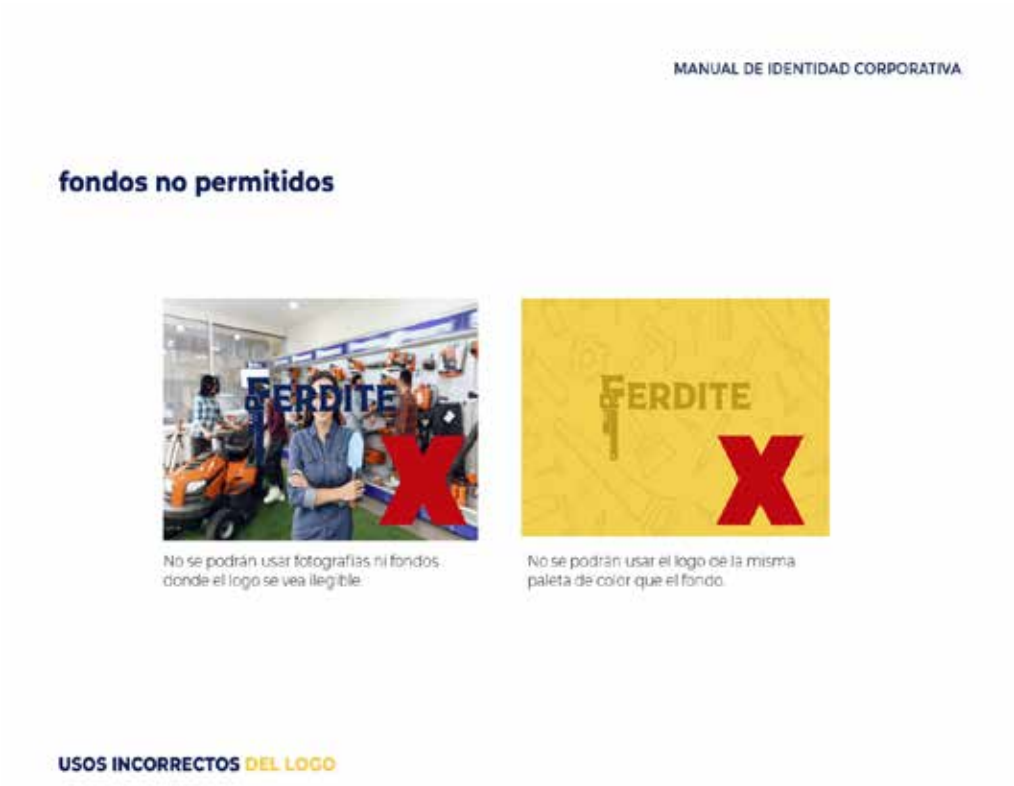 MANUAL DE IDENTIDAD CORPORATIVA
fondos no permitidos
FERDITE
X
FERDITE
X
No se podrán usar fotografías ni fondos
donde el logo se vea ilegible.
No se podrán usar el logo de la misma
paleta de color que el fondo.
USOS INCORRECTOS DEL LOGO